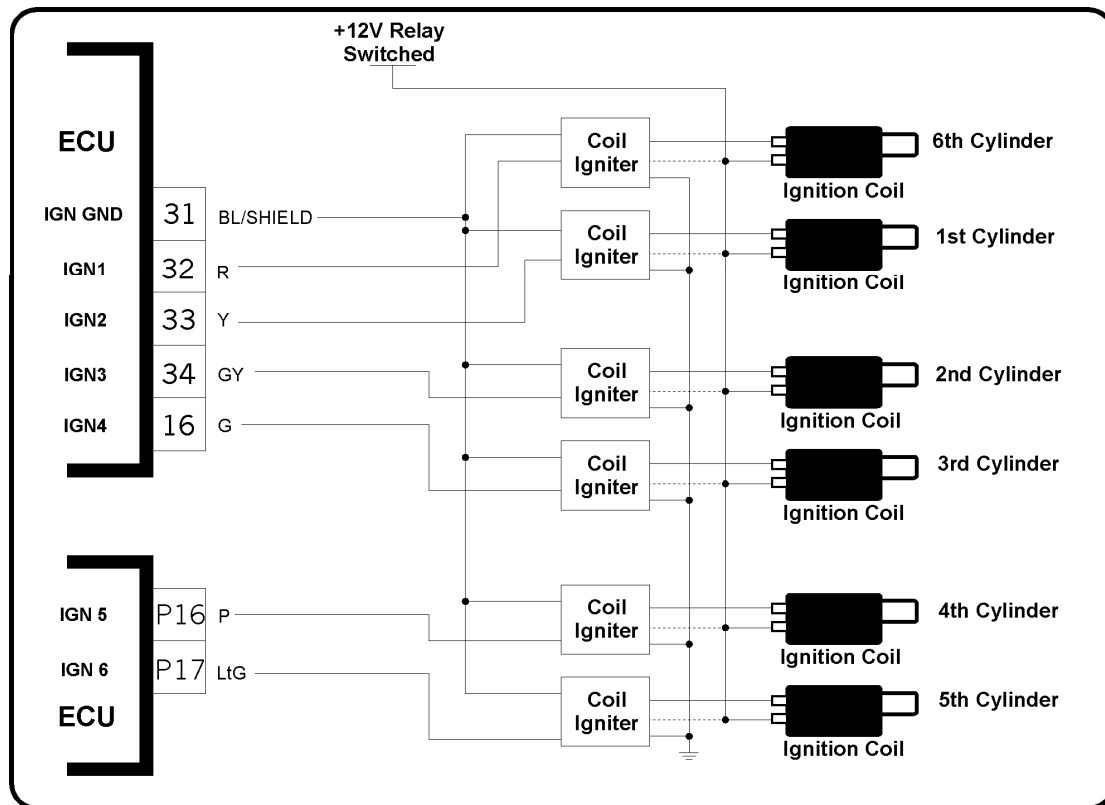 +12V Relay
Switched
ECU
IGN GND 31 BL/SHIELD
IGN1 32 R
IGN2 33 Y
IGN3 34 GY
IGN4 16 G
IGN 5 P16 P
IGN 6 P17 LtG
ECU
Coil
Igniter
6th Cylinder
Ignition Coil
Coil
Igniter
1st Cylinder
Ignition Coil
Coil
Igniter
2nd Cylinder
Ignition Coil
Coil
Igniter
3rd Cylinder
Ignition Coil
Coil
Igniter
4th Cylinder
Ignition Coil
Coil
Igniter
5th Cylinder
Ignition Coil